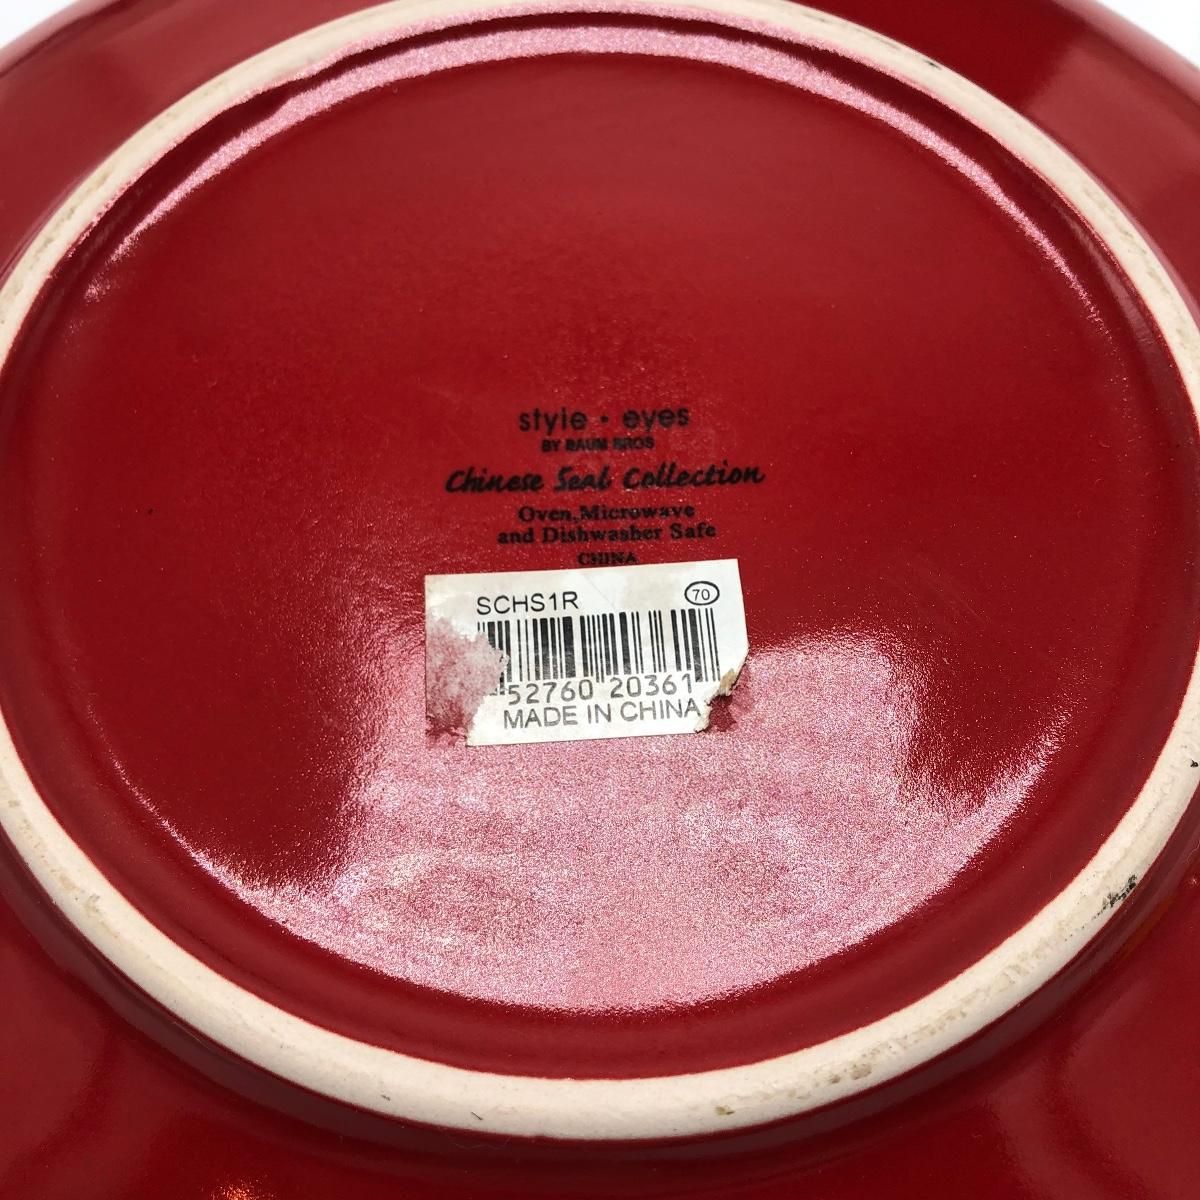 style • eyes
BY BAUM BROS
Chinese Seal Collection
Oven,Microwave
and Dishwasher Safe
CHINA
SCHS1R 70
52760 20361
MADE IN CHINA